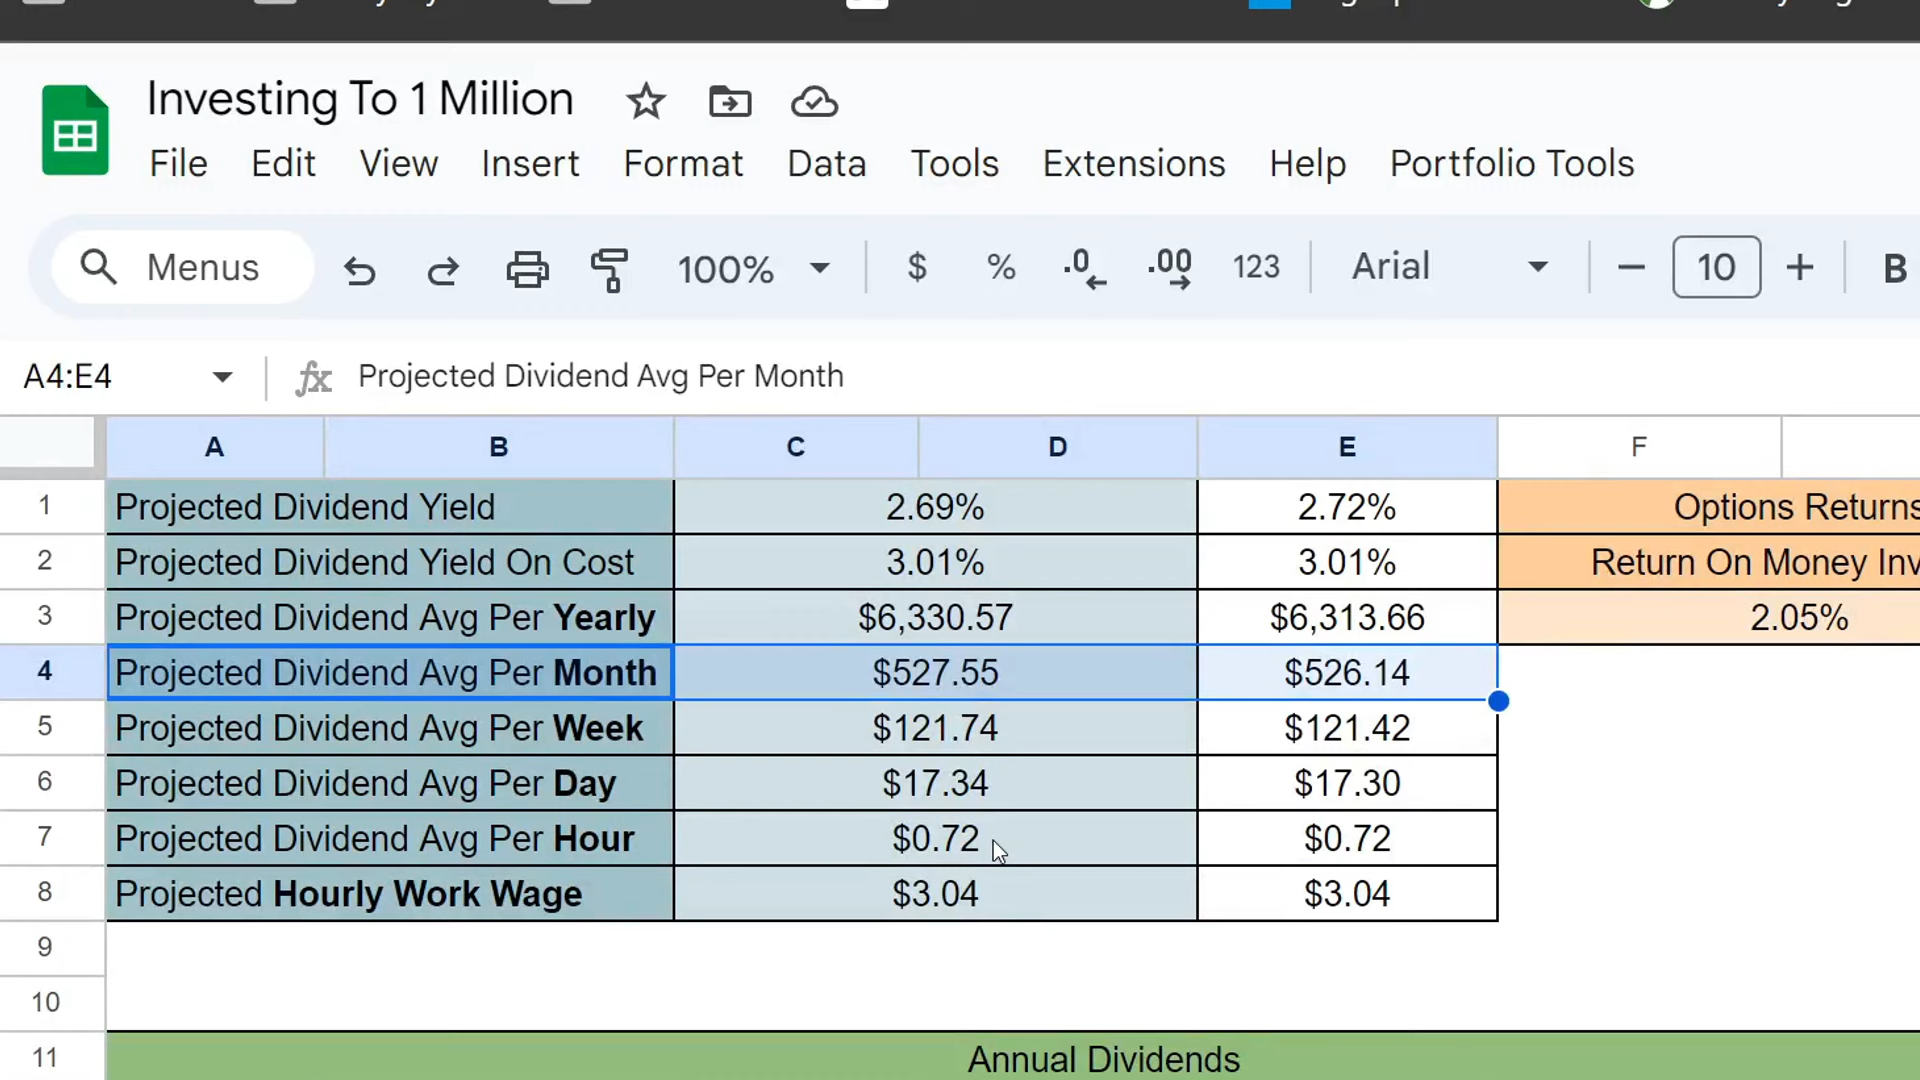 Investing To 1 Million
File Edit View Insert Format Data Tools Extensions Help Portfolio Tools
Menus 100% $ % .0 .00 123 Arial 10 B
A4:E4 fx Projected Dividend Avg Per Month
A B C D E F
1 Projected Dividend Yield 2.69% 2.72% Options Returns
2 Projected Dividend Yield On Cost 3.01% 3.01% Return On Money Inv
3 Projected Dividend Avg Per Yearly $6,330.57 $6,313.66 2.05%
4 Projected Dividend Avg Per Month $527.55 $526.14
5 Projected Dividend Avg Per Week $121.74 $121.42
6 Projected Dividend Avg Per Day $17.34 $17.30
7 Projected Dividend Avg Per Hour $0.72 $0.72
8 Projected Hourly Work Wage $3.04 $3.04
9
10
11 Annual Dividends